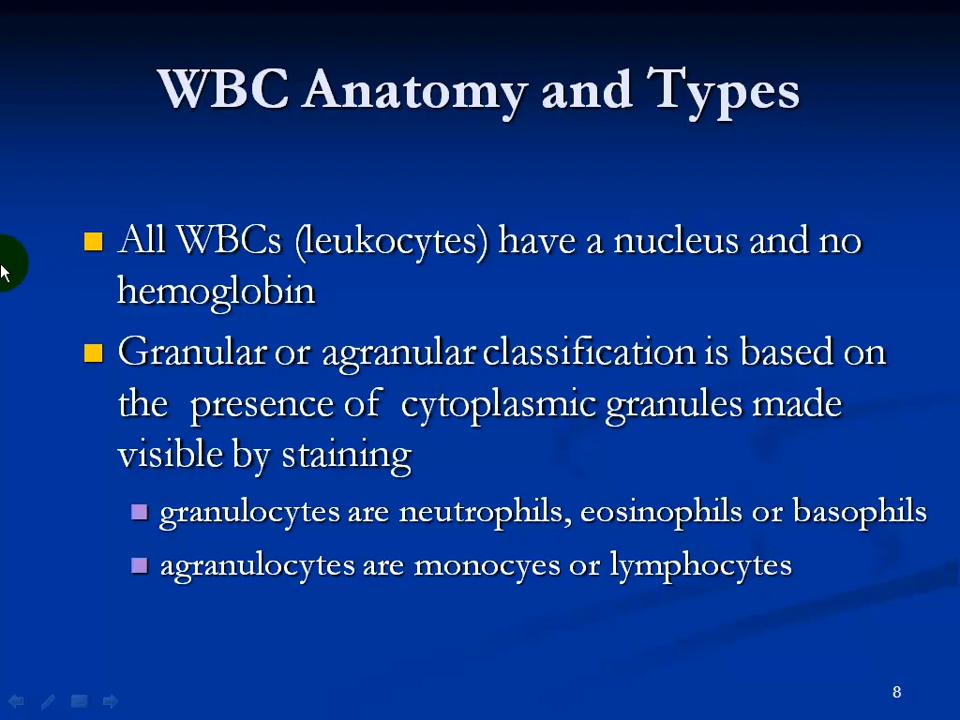 WBC Anatomy and Types
All WBCs (leukocytes) have a nucleus and no
hemoglobin
Granular or agranular classification is based on
the presence of cytoplasmic granules made
visible by staining
granulocytes are neutrophils, eosinophils or basophils
agranulocytes are monocyes or lymphocytes
8